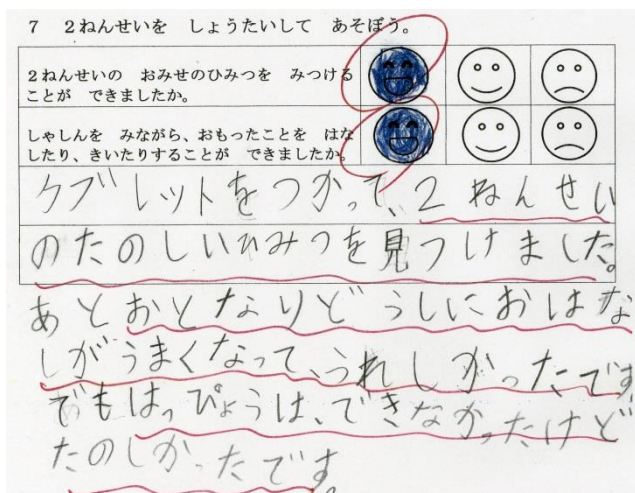 7 2ねんせいを しょうたいして あそぼう。
2ねんせいの おみせのひみつを みつける
ことが できましたか。
しゃしんを みながら、おもったことを はな
したり、きいたりすることが できましたか。
タブレットをつかって、2ねんせい
のたのしいひみつを見つけました。
あとおとなりどうしにおはな
しがうまくなって、うれしかったです
でもはっぴょうは、できなかったけど
たのしかったです。